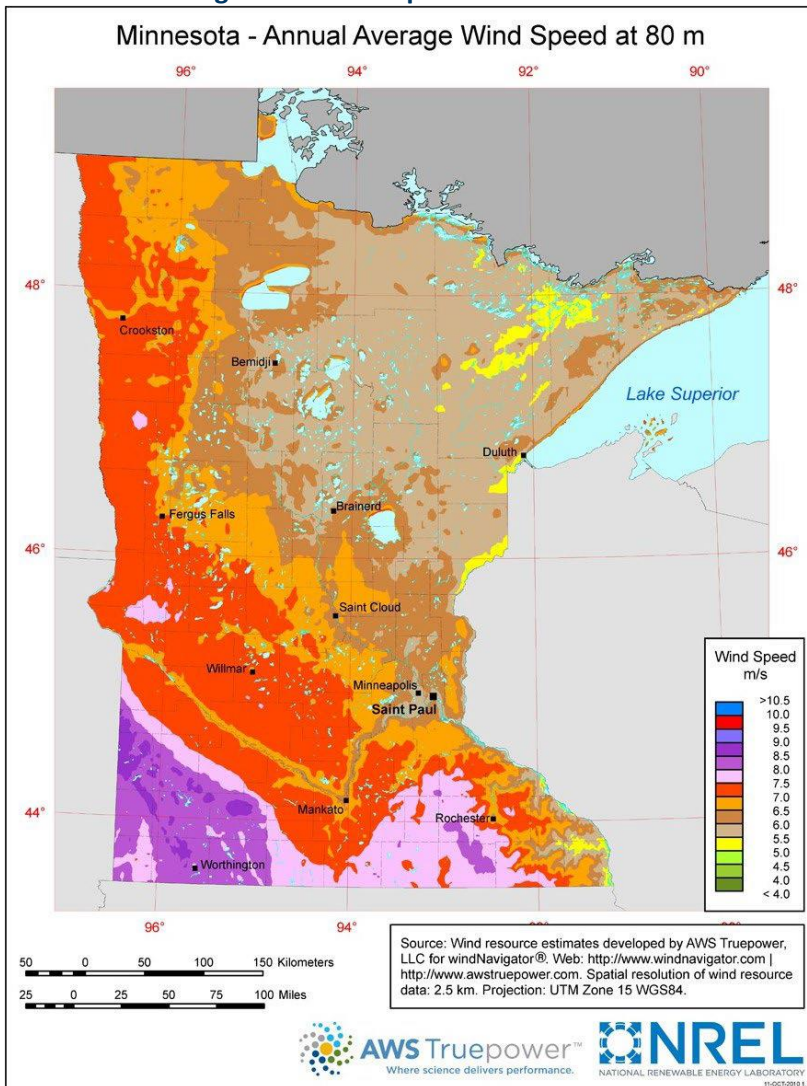 Minnesota - Annual Average Wind Speed at 80 m
96°
94°
92°
90°
48°
48°
Crookston
Bemidji
Lake Superior
Duluth
Fergus Falls
Brainerd
46°
46°
Saint Cloud
Willmar
Minneapolis
Saint Paul
44°
Mankato
Rochester
Worthington
96°
94°
Wind Speed
m/s
>10.5
10.0
9.5
9.0
8.5
8.0
7.5
7.0
6.5
6.0
5.5
5.0
4.5
4.0
< 4.0
50 0 50 100 150 Kilometers
25 0 25 50 75 100 Miles
Source: Wind resource estimates developed by AWS Truepower,
LLC for windNavigator®. Web: http://www.windnavigator.com |
http://www.awstruepower.com. Spatial resolution of wind resource
data: 2.5 km. Projection: UTM Zone 15 WGS84.
AWS Truepower™
Where science delivers performance.
NREL
NATIONAL RENEWABLE ENERGY LABORATORY